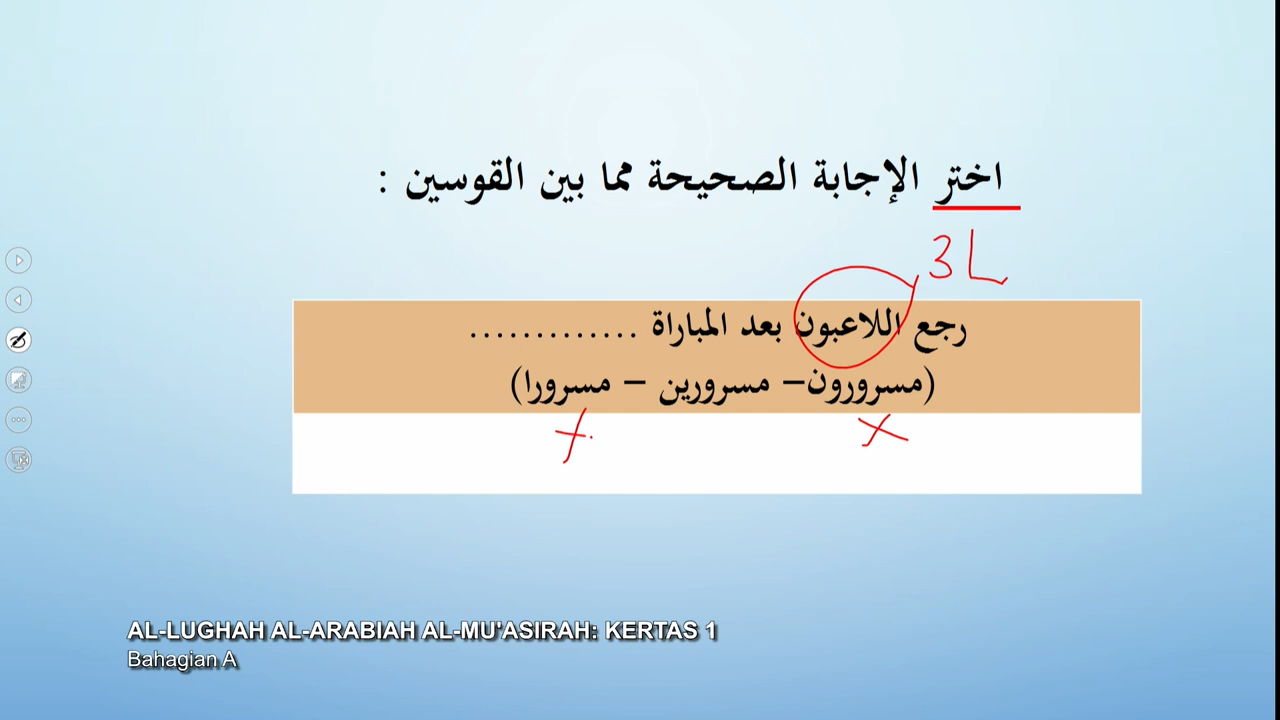 اختر الإجابة الصحيحة مما بين القوسين :
3L
رجع اللاعبون بعد المباراة .............
(مسرورون– مسرورين – مسرورا)
AL-LUGHAH AL-ARABIAH AL-MU'ASIRAH: KERTAS 1
Bahagian A